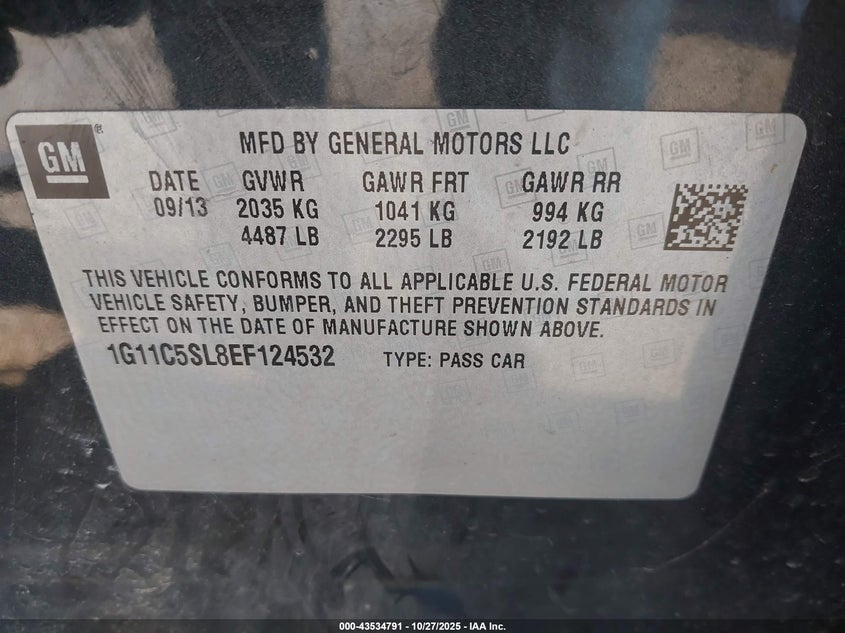 GM
MFD BY GENERAL MOTORS LLC
DATE GVWR GAWR FRT GAWR RR
09/13 2035 KG 1041 KG 994 KG
4487 LB 2295 LB 2192 LB
THIS VEHICLE CONFORMS TO ALL APPLICABLE U.S. FEDERAL MOTOR
VEHICLE SAFETY, BUMPER, AND THEFT PREVENTION STANDARDS IN
EFFECT ON THE DATE OF MANUFACTURE SHOWN ABOVE.
1G11C5SL8EF124532 TYPE: PASS CAR
000-43534791 - 10/27/2025 - IAA Inc.